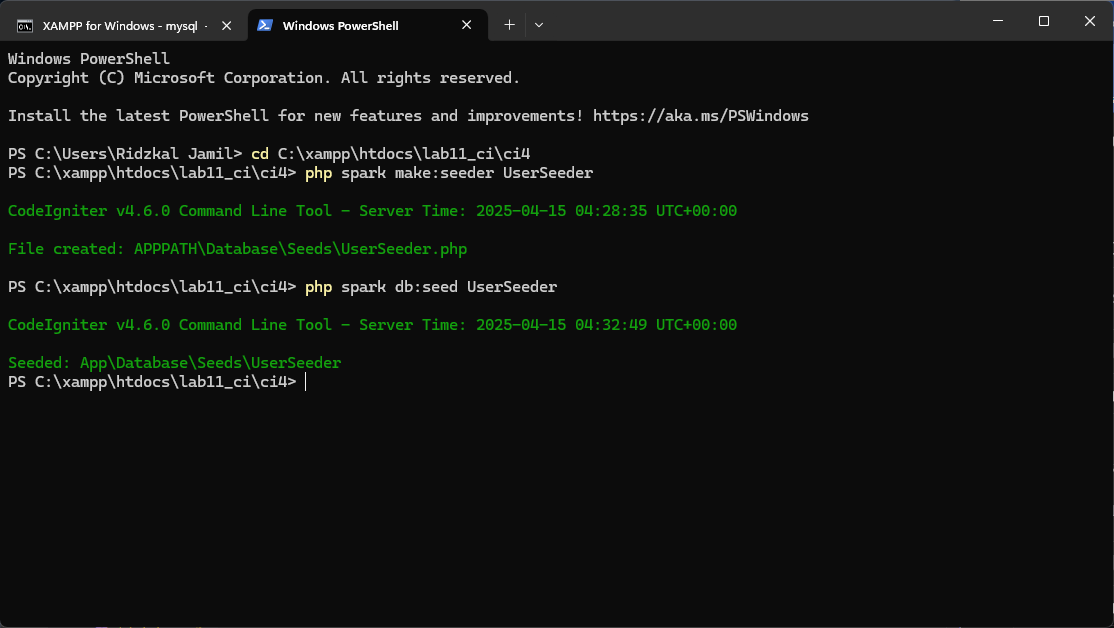 XAMPP for Windows - mysql -
Windows PowerShell
Windows PowerShell
Copyright (C) Microsoft Corporation. All rights reserved.
Install the latest PowerShell for new features and improvements! https://aka.ms/PSWindows
PS C:\Users\Ridzkal Jamil> cd C:\xampp\htdocs\lab11_ci\ci4
PS C:\xampp\htdocs\lab11_ci\ci4> php spark make:seeder UserSeeder
CodeIgniter v4.6.0 Command Line Tool - Server Time: 2025-04-15 04:28:35 UTC+00:00
File created: APPPATH\Database\Seeds\UserSeeder.php
PS C:\xampp\htdocs\lab11_ci\ci4> php spark db:seed UserSeeder
CodeIgniter v4.6.0 Command Line Tool - Server Time: 2025-04-15 04:32:49 UTC+00:00
Seeded: App\Database\Seeds\UserSeeder
PS C:\xampp\htdocs\lab11_ci\ci4>